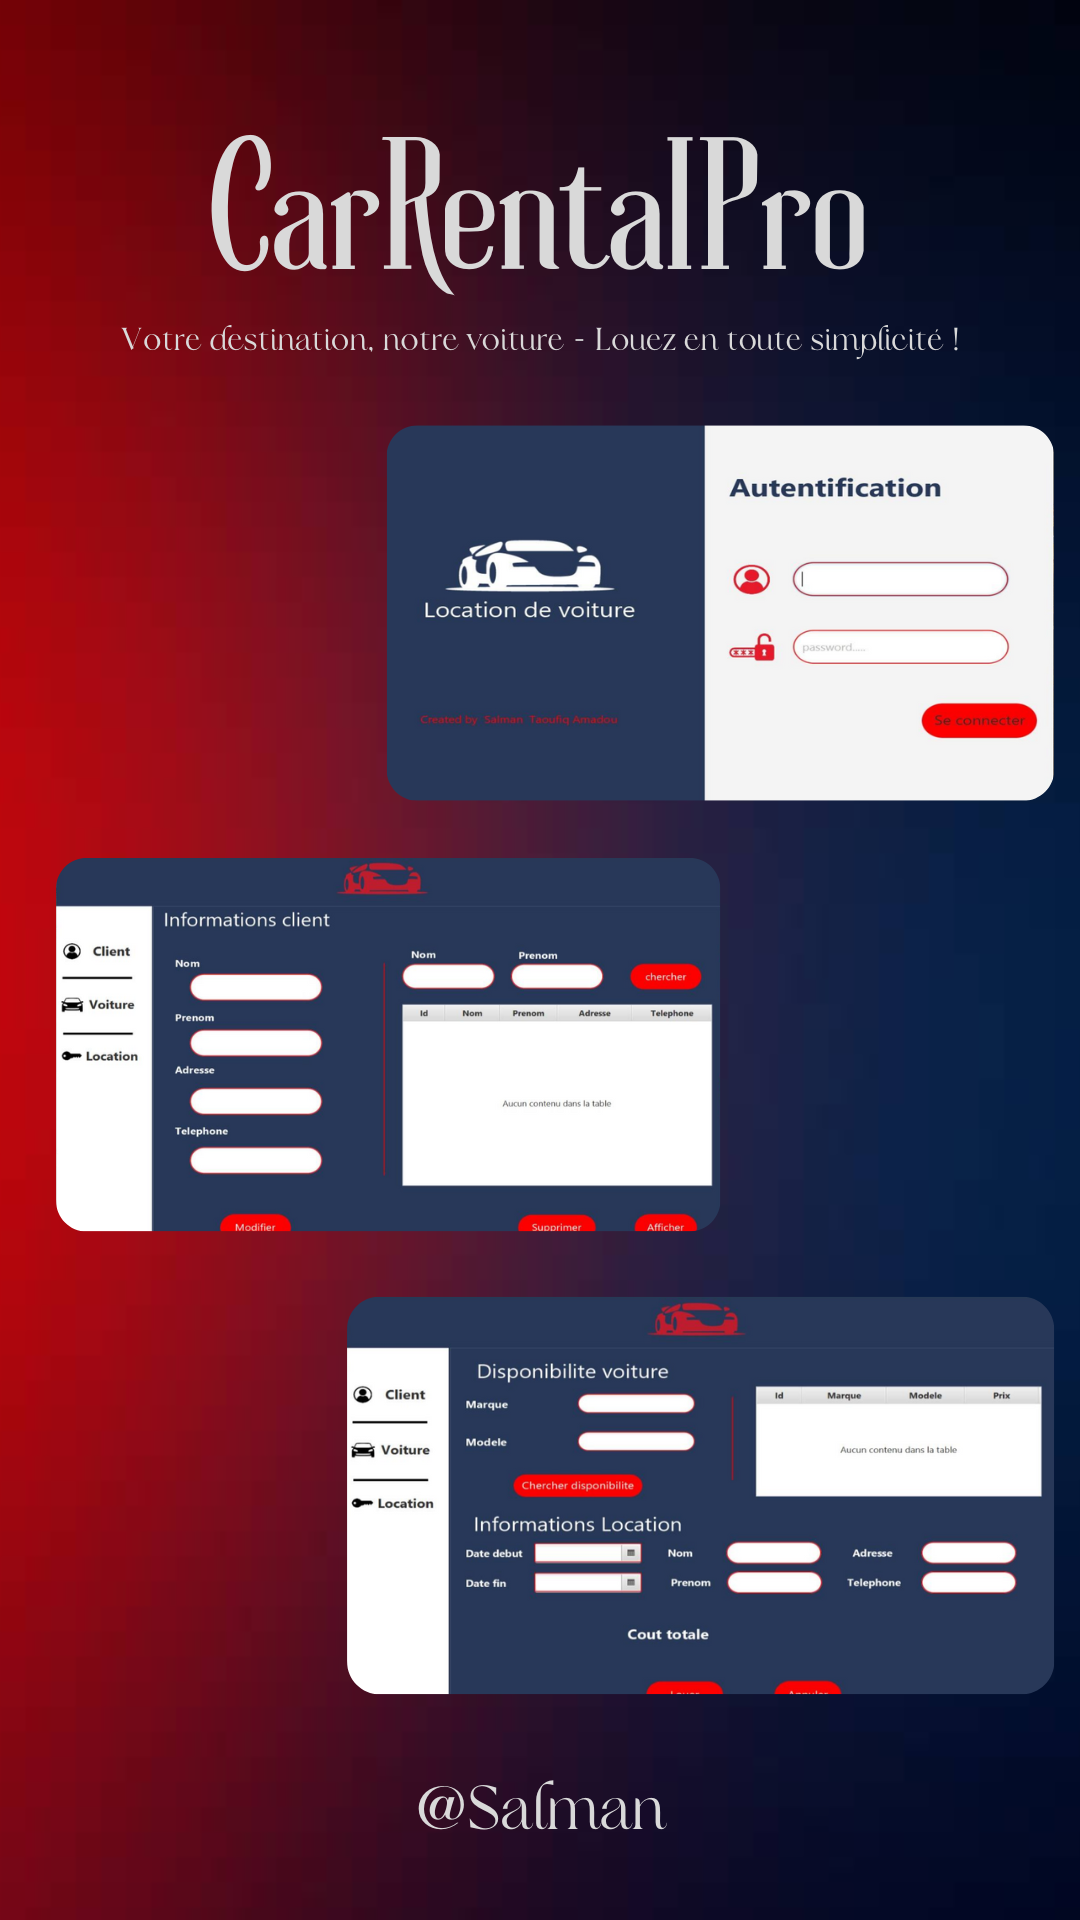 CarRentalPro
Votre destination, notre voiture - Louez en toute simplicité !
Autentification
Location de voiture
password.....
Created by Salman Taoufiq Amadou
Se connecter
Informations client
Client
Voiture
Location
Nom
Prenom
Adresse
Telephone
Nom Prenom chercher
Id Nom Prenom Adresse Telephone
Aucun contenu dans la table
Modifier Supprimer Afficher
Client
Voiture
Location
Disponibilite voiture
Marque
Modele
Chercher disponibilite
Id Marque Modele Prix
Aucun contenu dans la table
Informations Location
Date debut Nom Adresse
Date fin Prenom Telephone
Cout totale
Louer Annuler
@Salman